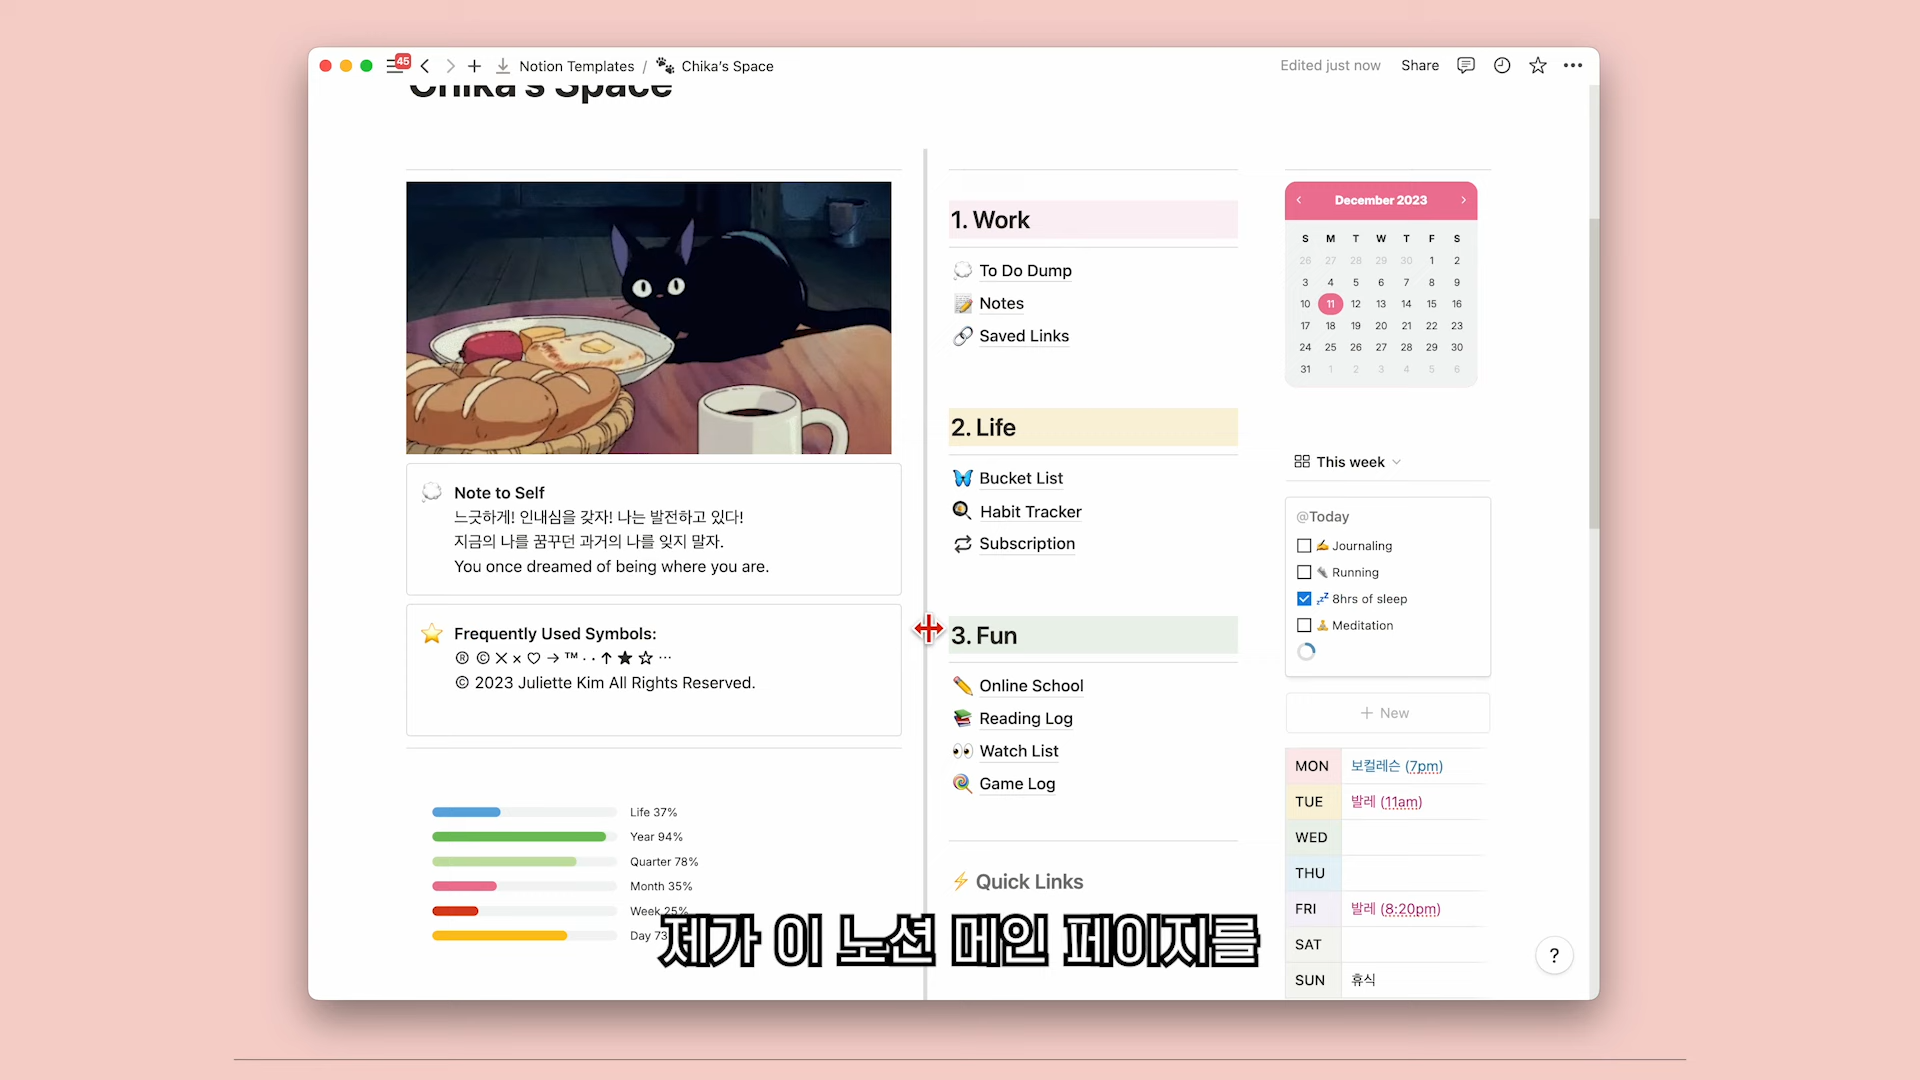 45
Notion Templates / Chika's Space
Edited just now
Share
Chika's Space
Note to Self
느긋하게! 인내심을 갖자! 나는 발전하고 있다!
지금의 나를 꿈꾸던 과거의 나를 잊지 말자.
You once dreamed of being where you are.
Frequently Used Symbols:
® © ✕ × ♡ → ™ · · ↑ ★ ☆ ⋯
© 2023 Juliette Kim All Rights Reserved.
Life 37%
Year 94%
Quarter 78%
Month 35%
Week 25%
Day 73
1. Work
To Do Dump
Notes
Saved Links
2. Life
Bucket List
Habit Tracker
Subscription
3. Fun
Online School
Reading Log
Watch List
Game Log
Quick Links
December 2023
S M T W T F S
26 27 28 29 30 1 2
3 4 5 6 7 8 9
10 11 12 13 14 15 16
17 18 19 20 21 22 23
24 25 26 27 28 29 30
31 1 2 3 4 5 6
This week
@Today
Journaling
Running
8hrs of sleep
Meditation
+ New
MON 보컬레슨 (7pm)
TUE 발레 (11am)
WED
THU
FRI 발레 (8:20pm)
SAT
SUN 휴식
?
제가 이 노션 메인 페이지를